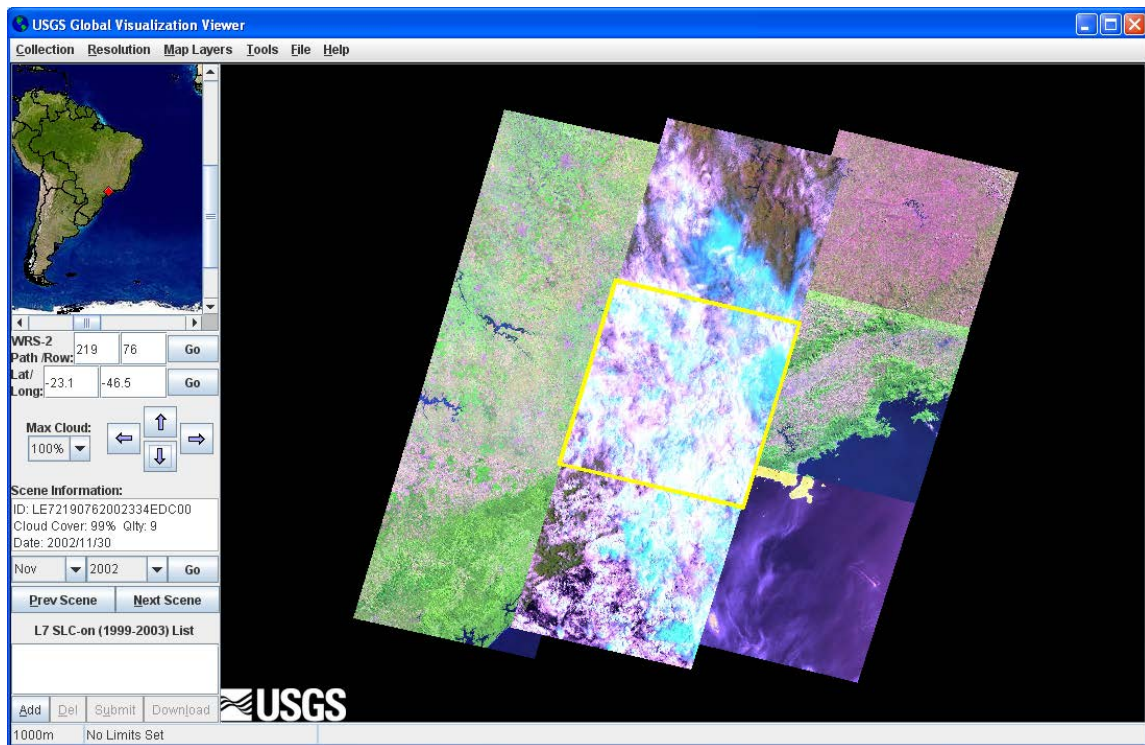 USGS Global Visualization Viewer
Collection Resolution Map Layers Tools File Help
WRS-2
Path /Row: 219 76 Go
Lat/
Long: -23.1 -46.5 Go
Max Cloud:
100%
Scene Information:
ID: LE72190762002334EDC00
Cloud Cover: 99% Qlty: 9
Date: 2002/11/30
Nov 2002 Go
Prev Scene Next Scene
L7 SLC-on (1999-2003) List
Add Del Submit Download
USGS
1000m No Limits Set